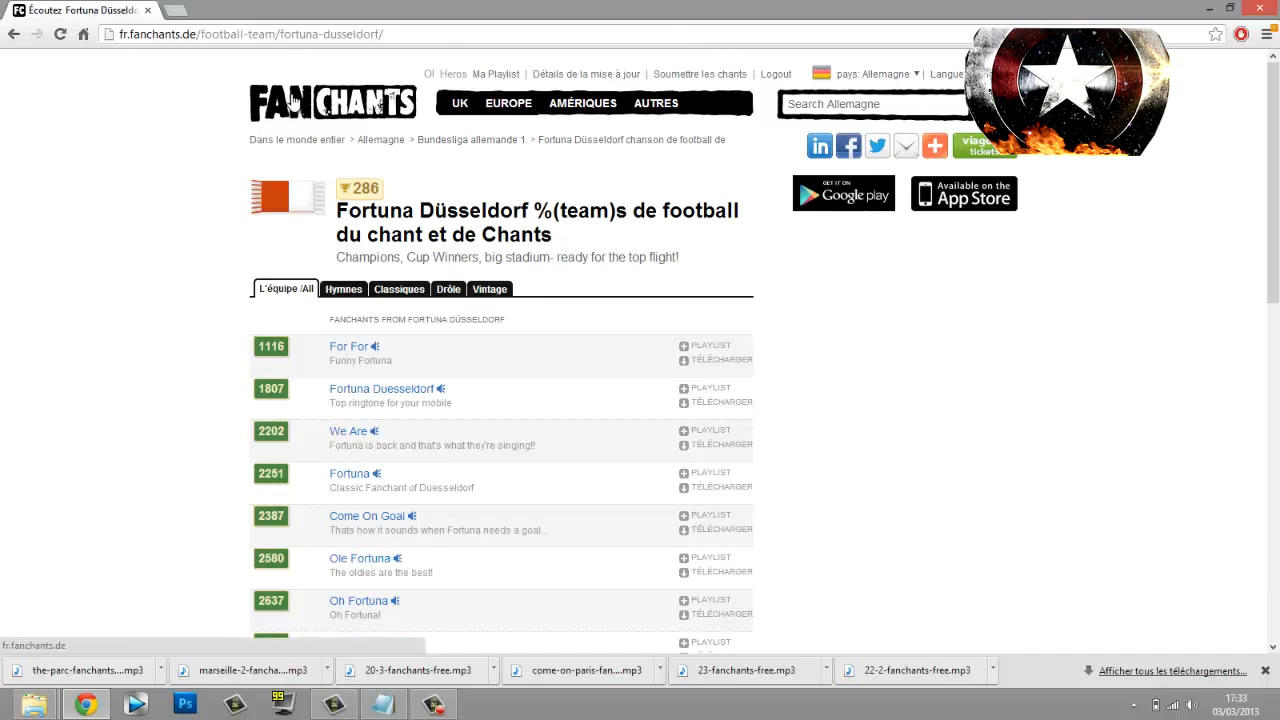 Écoutez Fortuna Düsseldo
fr.fanchants.de/football-team/fortuna-dusseldorf/
Ol Heros Ma Playlist | Détails de la mise à jour | Soumettre les chants | Logout pays: Allemagne ▼ | Langue
FANCHANTS UK EUROPE AMÉRIQUES AUTRES Search Allemagne
Dans le monde entier > Allemagne > Bundesliga allemande 1 > Fortuna Düsseldorf chanson de football de
tickets
GET IT ON
Google play
Available on the
App Store
286
Fortuna Düsseldorf %(team)s de football
du chant et de Chants
Champions, Cup Winners, big stadium- ready for the top flight!
L'équipe /All Hymnes Classiques Drôle Vintage
FANCHANTS FROM FORTUNA DÜSSELDORF
1116 For For PLAYLIST
Funny Fortuna TÉLÉCHARGER
1807 Fortuna Duesseldorf PLAYLIST
Top ringtone for your mobile TÉLÉCHARGER
2202 We Are PLAYLIST
Fortuna is back and that's what they're singing!! TÉLÉCHARGER
2251 Fortuna PLAYLIST
Classic Fanchant of Duesseldorf TÉLÉCHARGER
2387 Come On Goal PLAYLIST
Thats how it sounds when Fortuna needs a goal... TÉLÉCHARGER
2580 Ole Fortuna PLAYLIST
The oldies are the best! TÉLÉCHARGER
2637 Oh Fortuna PLAYLIST
Oh Fortuna! TÉLÉCHARGER
PLAYLIST
fr.fanchants.de
the-parc-fanchants....mp3 marseille-2-fancha....mp3 20-3-fanchants-free.mp3 come-on-paris-fan....mp3 23-fanchants-free.mp3 22-2-fanchants-free.mp3 Afficher tous les téléchargements...
Ps 99
17:33
03/03/2013